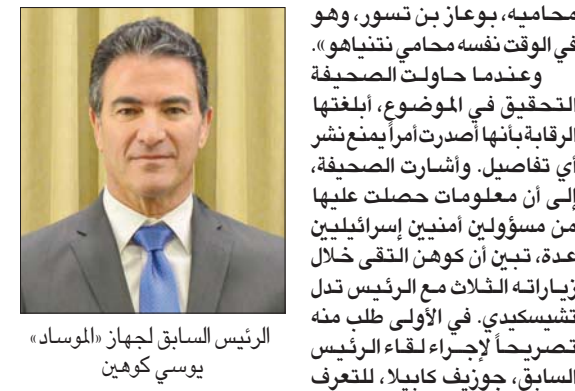 محاميه، بوعاز بن تسور، وهو
في الوقت نفسه محامي نتنياهو».
وعندما حاولت الصحيفة
التحقيق في الموضوع، أبلغتها
الرقابة بأنها أصدرت أمراً يمنع نشر
أي تفاصيل. وأشارت الصحيفة،
إلى أن معلومات حصلت عليها
من مسؤولين أمنيين إسرائيليين
عدة، تبين أن كوهن التقى خلال
زياراته الثلاث مع الرئيس تدل
تشيسكيدي. في الأولى طلب منه
تصريحاً لإجراء لقاء الرئيس
السابق، جوزيف كابيلا، للتعرف
الرئيس السابق لجهاز «الموساد»
يوسي كوهين